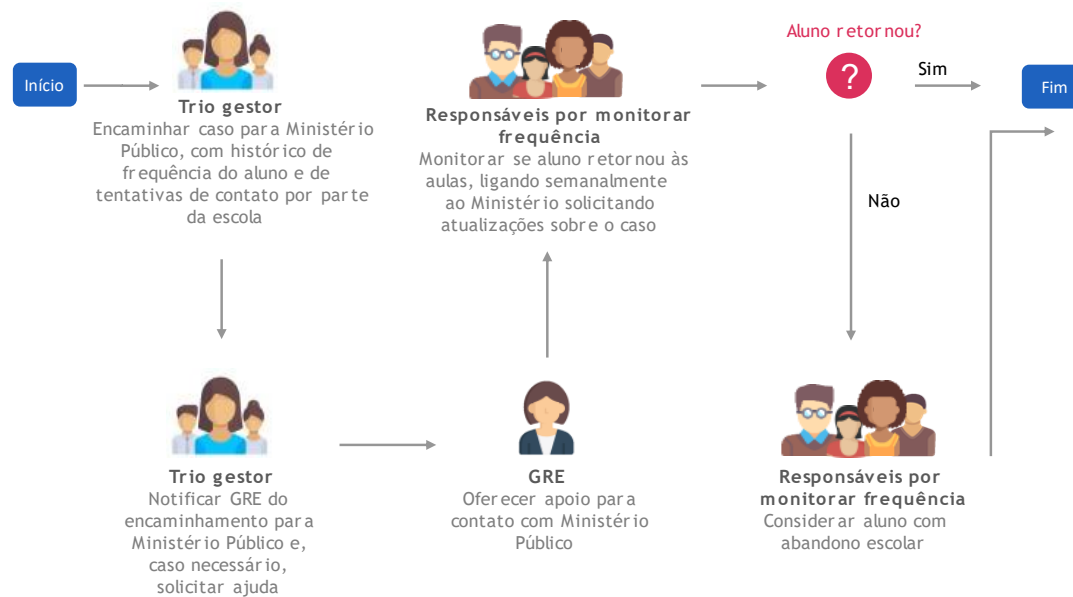 Início
Trio gestor
Encaminhar caso para Ministério
Público, com histórico de
frequência do aluno e de
tentativas de contato por parte
da escola
Responsáveis por monitorar
frequência
Monitorar se aluno retornou às
aulas, ligando semanalmente
ao Ministério solicitando
atualizações sobre o caso
Aluno retornou?
?
Sim
Fim
Não
Trio gestor
Notificar GRE do
encaminhamento para
Ministério Público e,
caso necessário,
solicitar ajuda
GRE
Oferecer apoio para
contato com Ministério
Público
Responsáveis por
monitorar frequência
Considerar aluno com
abandono escolar